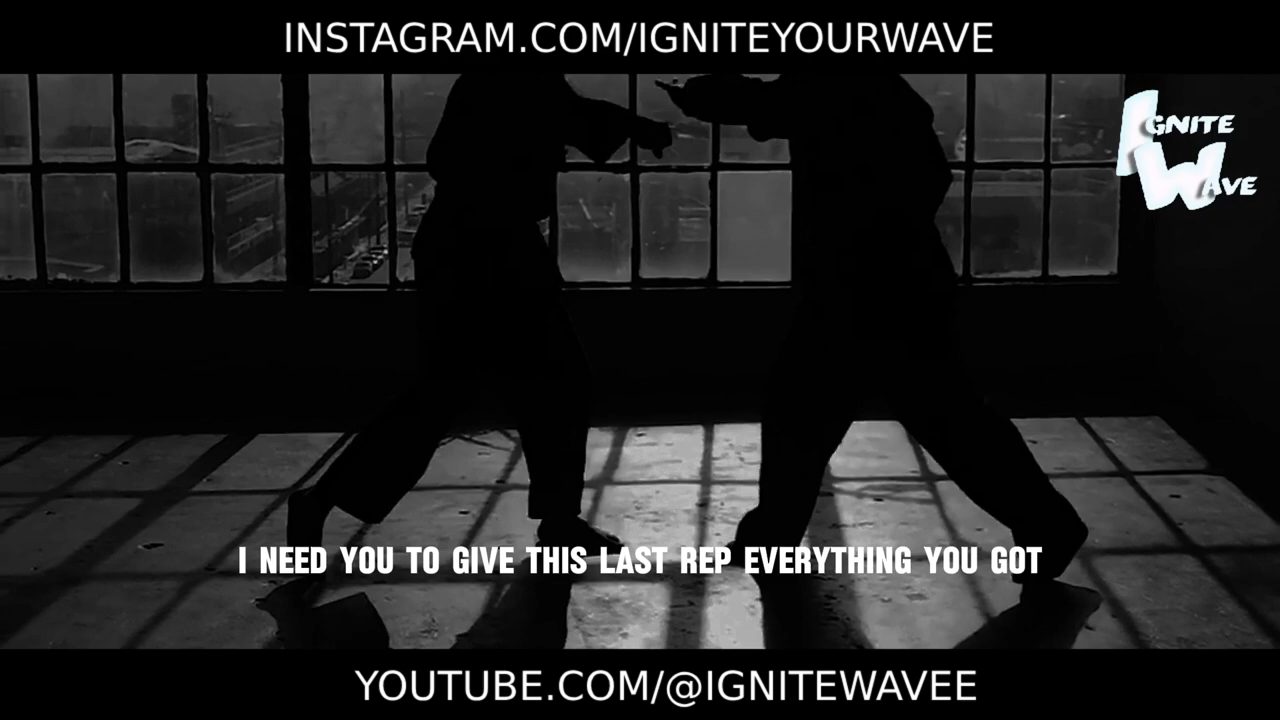 INSTAGRAM.COM/IGNITEYOURWAVE
IGNITE
WAVE
I NEED YOU TO GIVE THIS LAST REP EVERYTHING YOU GOT
YOUTUBE.COM/@IGNITEWAVEE